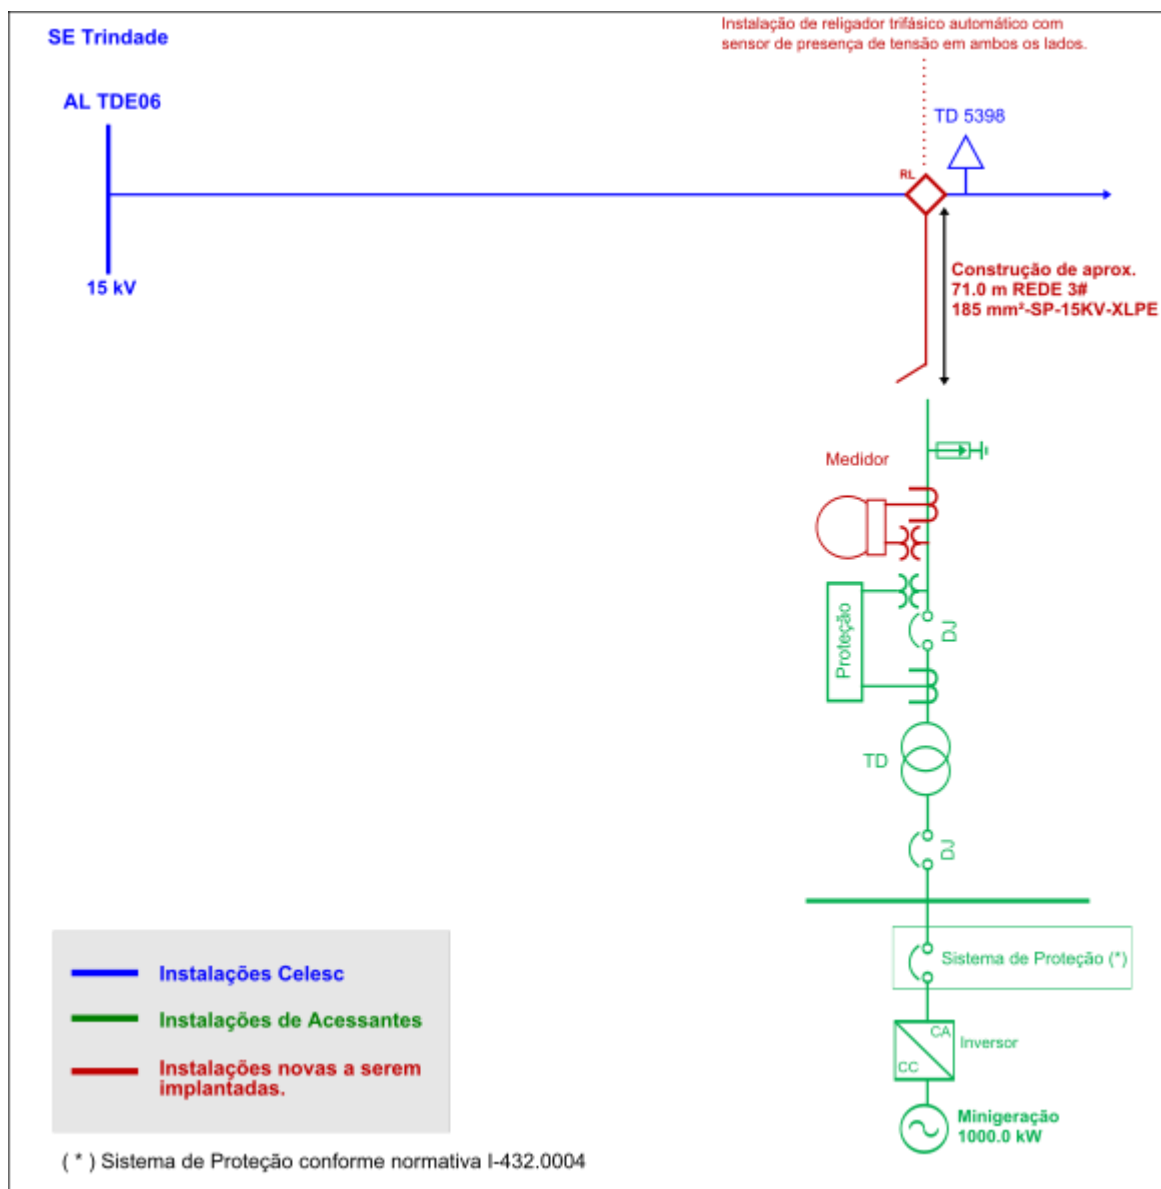 SE Trindade
Instalação de religador trifásico automático com
sensor de presença de tensão em ambos os lados.
AL TDE06
TD 5398
RL
15 kV
Construção de aprox.
71.0 m REDE 3#
185 mm²-SP-15KV-XLPE
Medidor
Proteção
DJ
TD
DJ
Sistema de Proteção (*)
CA
CC
Inversor
Minigeração
1000.0 kW
Instalações Celesc
Instalações de Acessantes
Instalações novas a serem
implantadas.
( * ) Sistema de Proteção conforme normativa I-432.0004